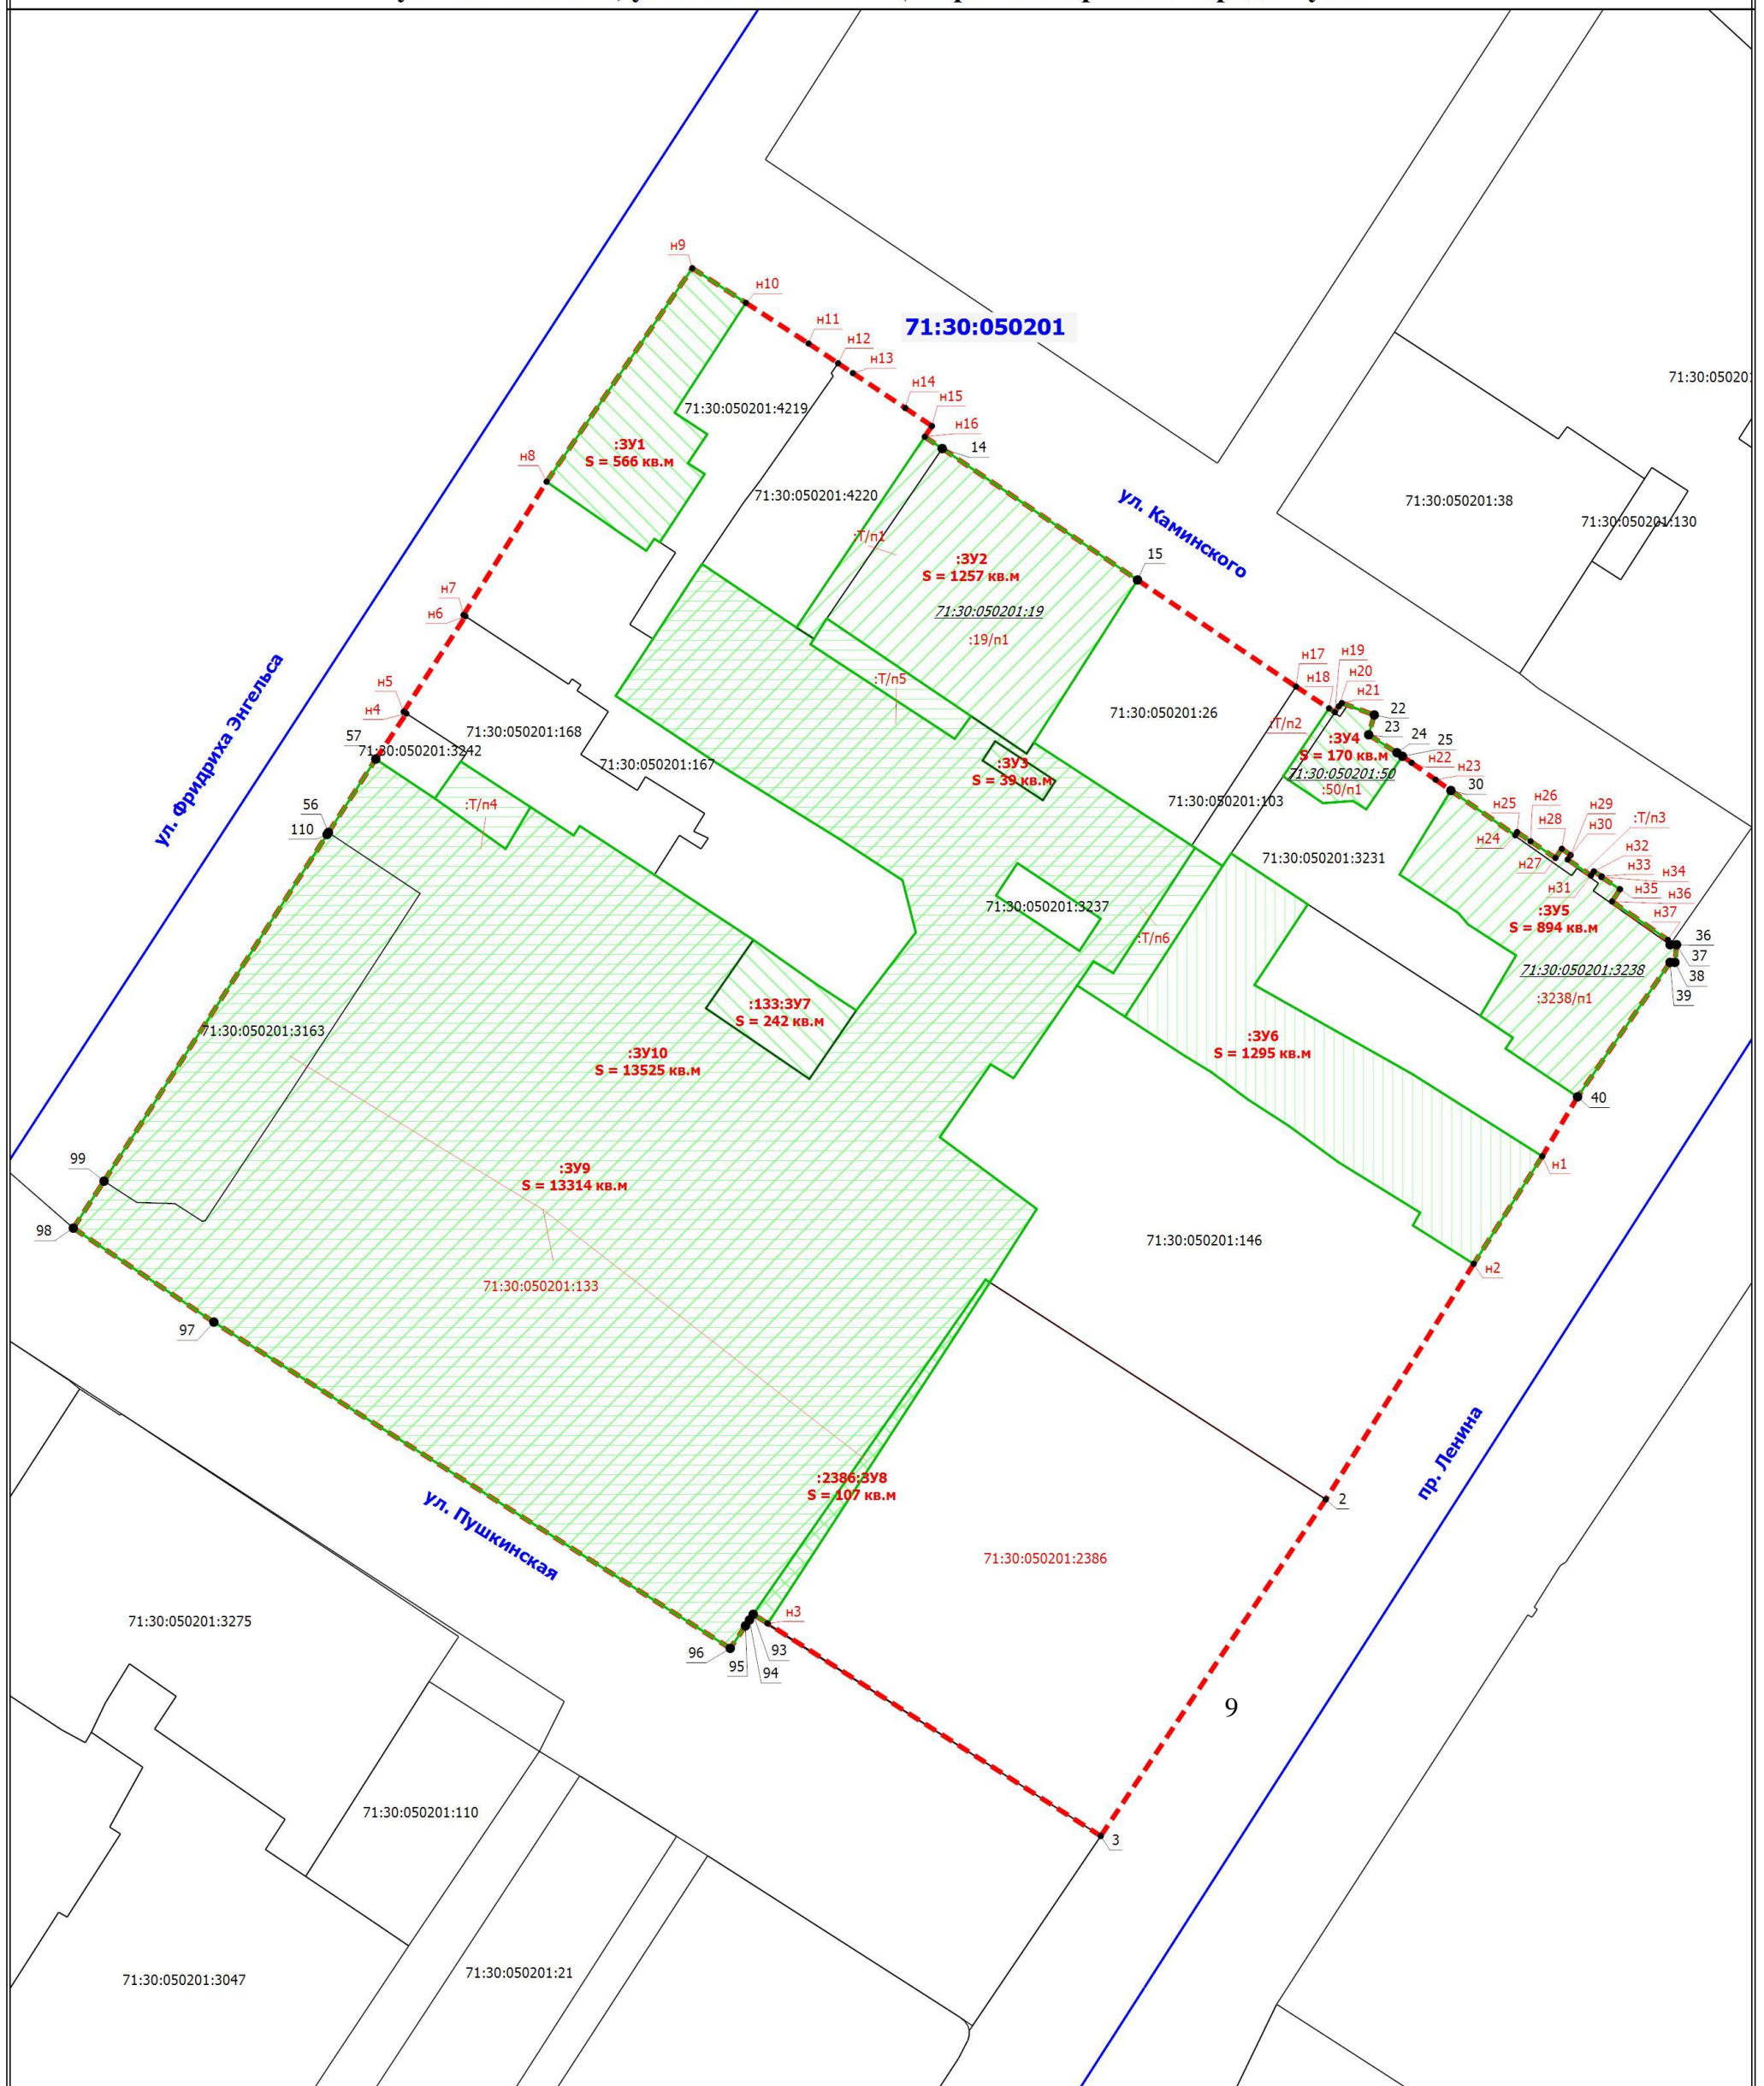 н9
н10
н11
71:30:050201
н12
н13
71:30:05020
н14
71:30:050201:4219
н15
н16
:ЗУ1
S = 566 кв.м
14
н8
71:30:050201:4220
ул. Каминского
71:30:050201:38
71:30:050201:130
:Т/п1
:ЗУ2
S = 1257 кв.м
15
71:30:050201:19
:19/п1
н7
н6
н17
н19
н18
н20
:Т/п5
н21
н5
н4
71:30:050201:26
22
:Т/п2
23
24
25
71:30:050201:168
57
71:30:050201:3242
:ЗУ4
S = 170 кв.м
н22
н23
71:30:050201:167
:ЗУ3
S = 39 кв.м
71:30:050201:50
:50/п1
30
ул. Фридриха Энгельса
:Т/п4
71:30:050201:103
56
110
н25
н26
н29
:Т/п3
н28
н30
н24
н32
71:30:050201:3231
н27
н33
н34
н31
н35
н36
71:30:050201:3237
:ЗУ5
S = 894 кв.м
н37
:Т/п6
36
37
71:30:050201:3238
38
:3238/п1
39
:133:ЗУ7
S = 242 кв.м
71:30:050201:3163
:ЗУ10
S = 13525 кв.м
:ЗУ6
S = 1295 кв.м
40
99
:ЗУ9
S = 13314 кв.м
н1
98
71:30:050201:146
н2
71:30:050201:133
97
пр. Ленина
:2386:ЗУ8
S = 107 кв.м
2
ул. Пушкинская
71:30:050201:2386
71:30:050201:3275
н3
96
93
95
94
9
71:30:050201:110
3
71:30:050201:21
71:30:050201:3047